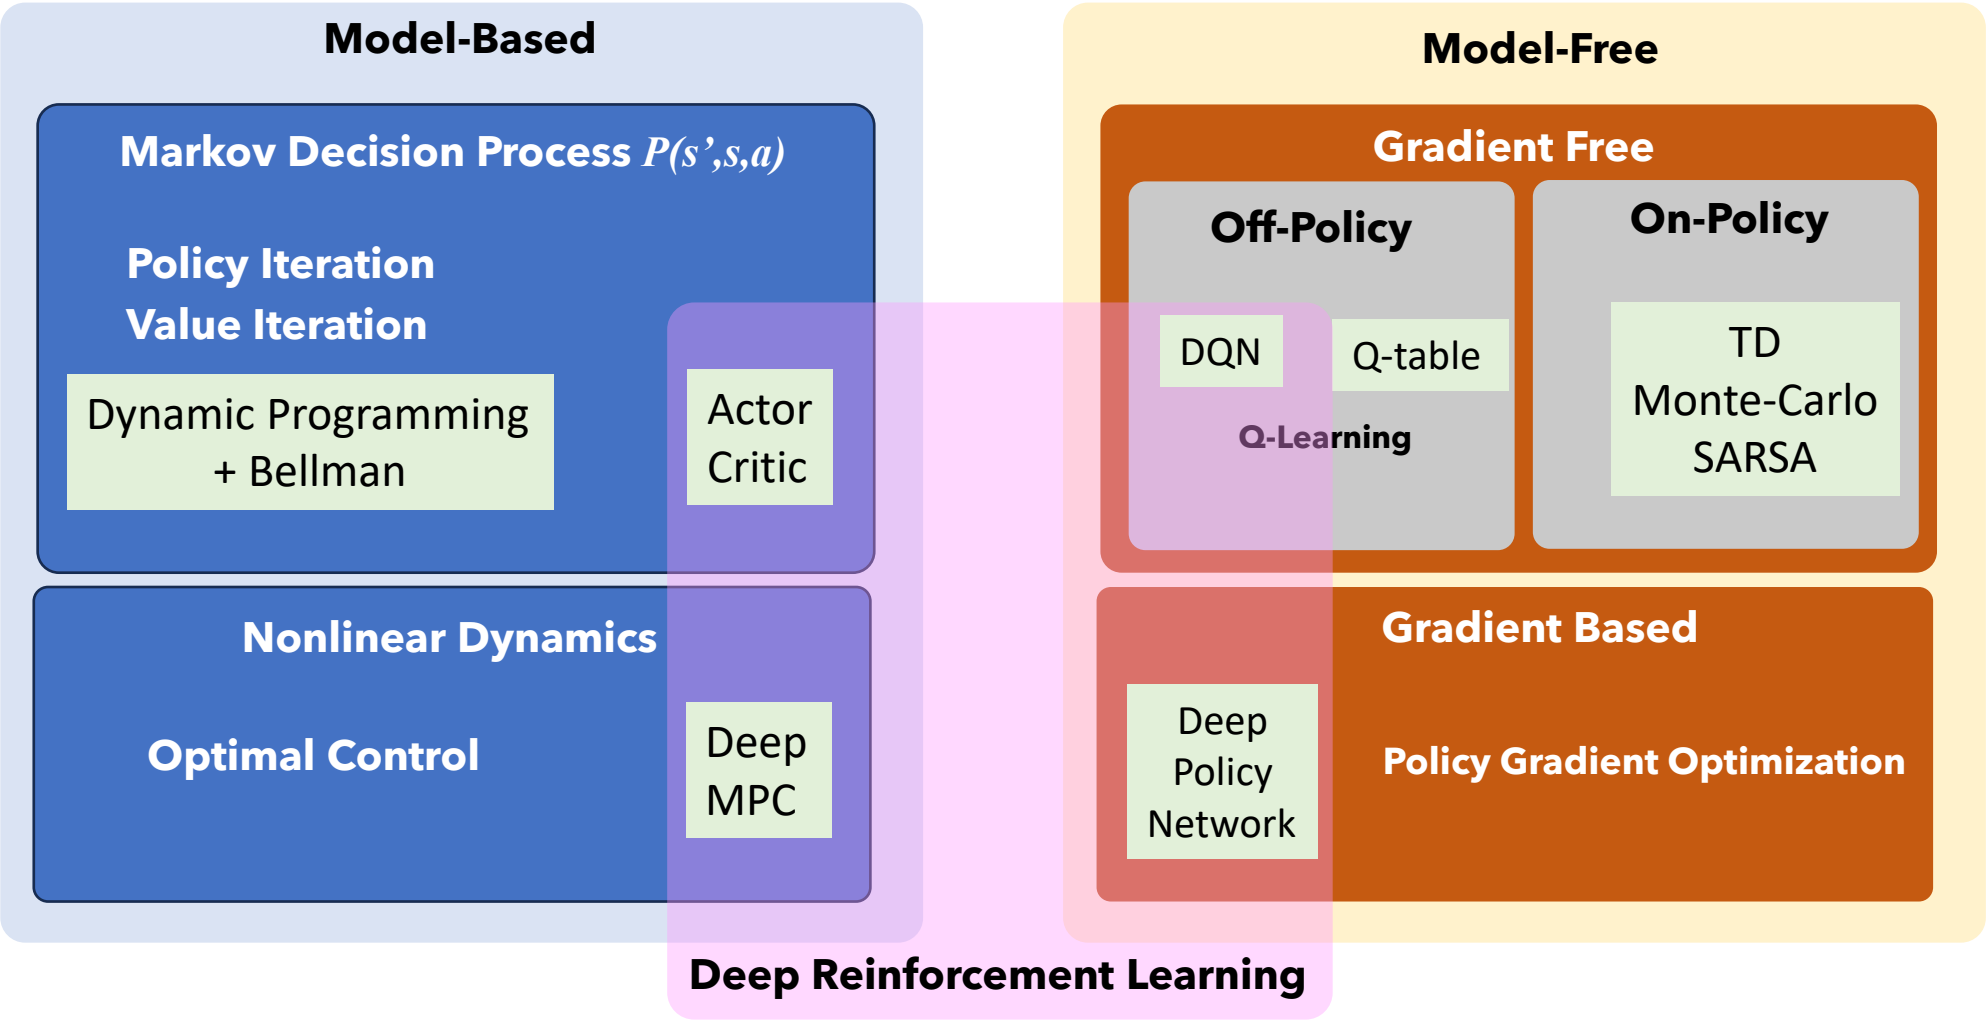 Model-Based
Markov Decision Process P(s’,s,a)
Policy Iteration
Value Iteration
Dynamic Programming
+ Bellman
Actor
Critic
Nonlinear Dynamics
Optimal Control
Deep
MPC
Model-Free
Gradient Free
Off-Policy
DQN
Q-table
Q-Learning
On-Policy
TD
Monte-Carlo
SARSA
Gradient Based
Deep
Policy
Network
Policy Gradient Optimization
Deep Reinforcement Learning